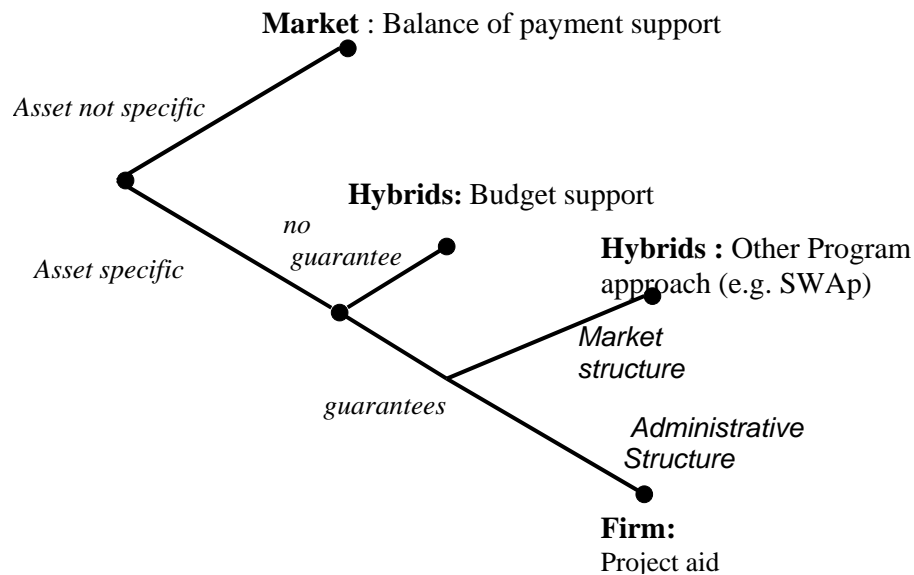 Market : Balance of payment support
Asset not specific
Hybrids: Budget support
no
guarantee
Hybrids : Other Program
approach (e.g. SWAp)
Asset specific
Market
structure
guarantees
Administrative
Structure
Firm:
Project aid